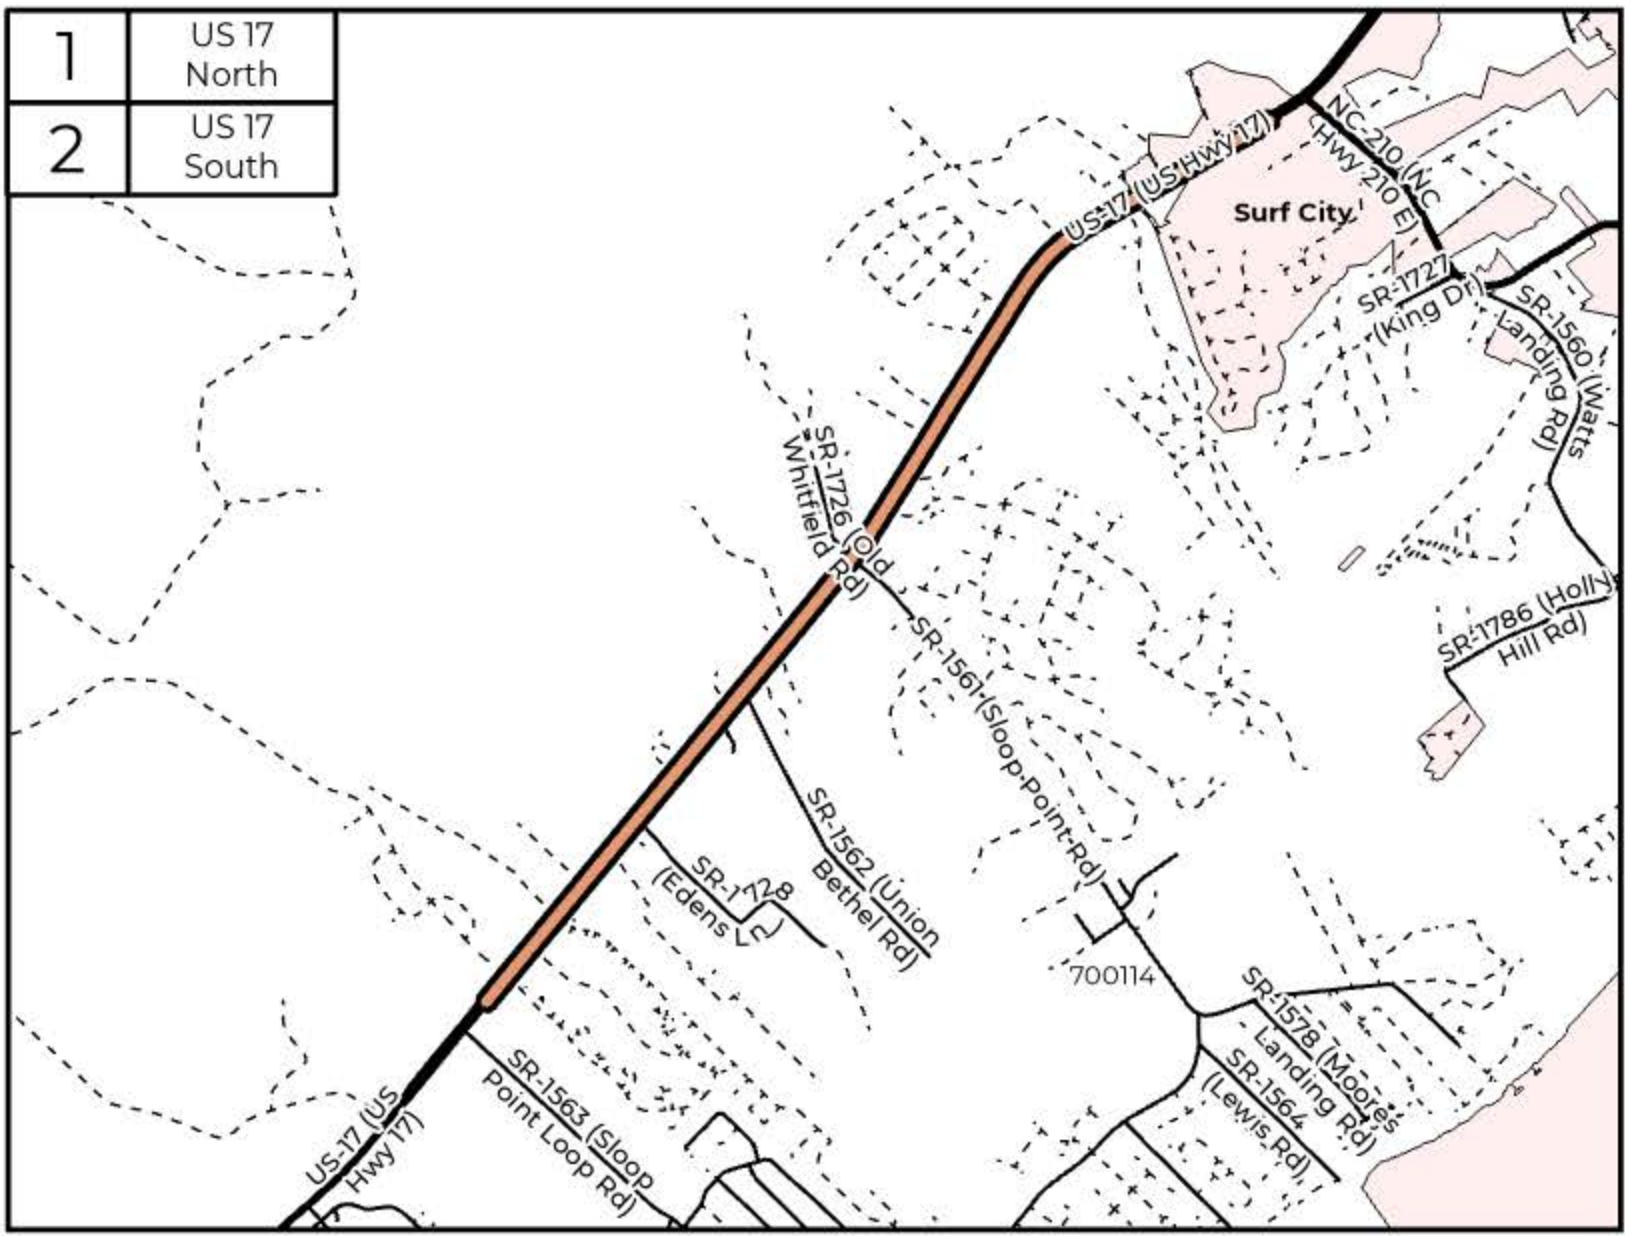 1
US 17
North
2
US 17
South
US-17 (US Hwy 17)
NC-210 (NC
Hwy 210 E)
Surf City
SR-1727
(King Dr)
SR-1560 (Watts
Landing Rd)
SR-1726 (Old
Whitfield Rd)
SR-1786 (Holly
Hill Rd)
SR-1561 (Sloop Point Rd)
SR-1562 (Union
Bethel Rd)
SR-1728
(Edens Ln)
700114
SR-1578 (Moores
Landing Rd)
SR-1564
(Lewis Rd)
SR-1563 (Sloop
Point Loop Rd)
US-17 (US
Hwy 17)